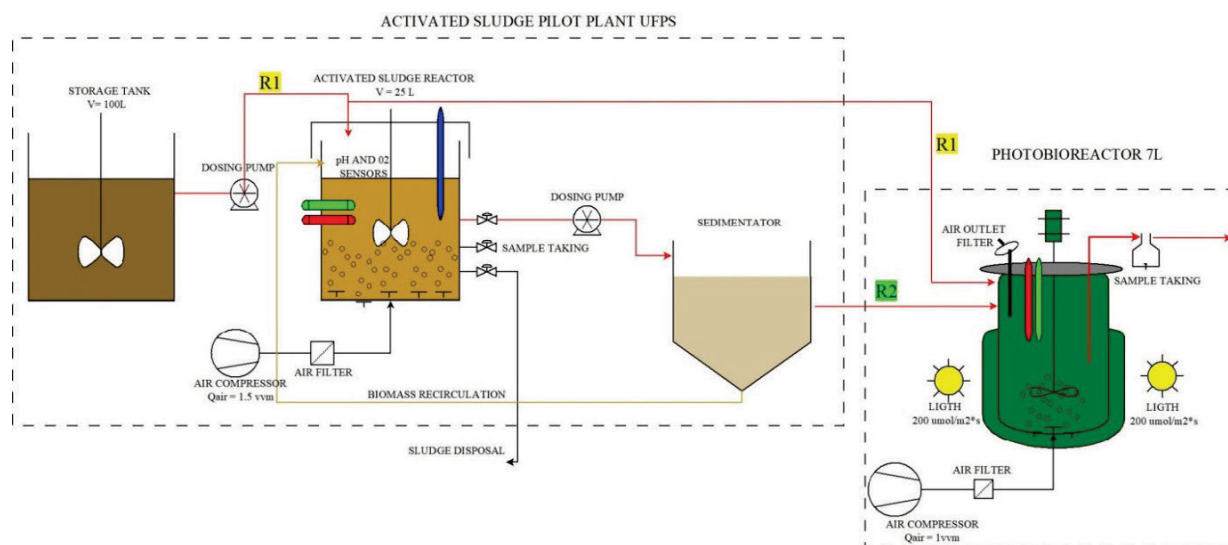 ACTIVATED SLUDGE PILOT PLANT UFPS
STORAGE TANK
V= 100L
R1
ACTIVATED SLUDGE REACTOR
V = 25 L
DOSING PUMP
pH AND 02
SENSORS
DOSING PUMP
SAMPLE TAKING
SEDIMENTATOR
AIR COMPRESSOR
Qair = 1.5 vvm
AIR FILTER
BIOMASS RECIRCULATION
SLUDGE DISPOSAL
R1
R2
PHOTOBIOREACTOR 7L
AIR OUTLET
FILTER
SAMPLE TAKING
LIGTH
200 umol/m2*s
LIGTH
200 umol/m2*s
AIR FILTER
AIR COMPRESSOR
Qair = 1vvm